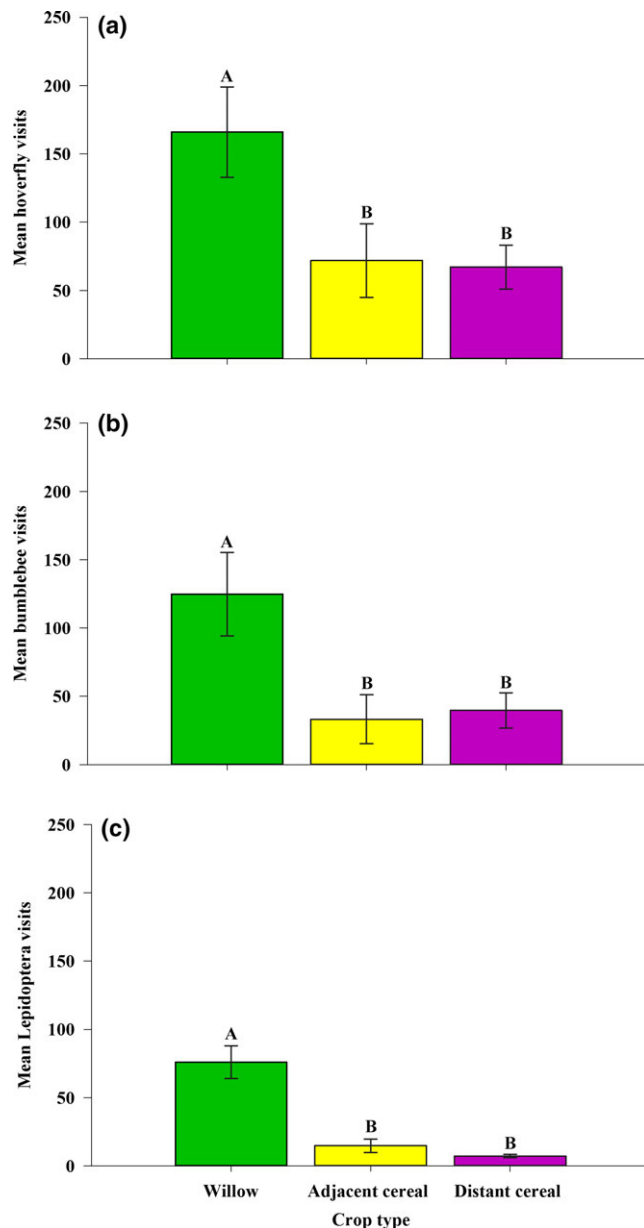 (a)
Mean hoverfly visits
250
200
150
100
50
0
A
B
B
(b)
Mean bumblebee visits
250
200
150
100
50
0
A
B
B
(c)
Mean Lepidoptera visits
250
200
150
100
50
0
A
B
B
Willow Adjacent cereal Distant cereal
Crop type